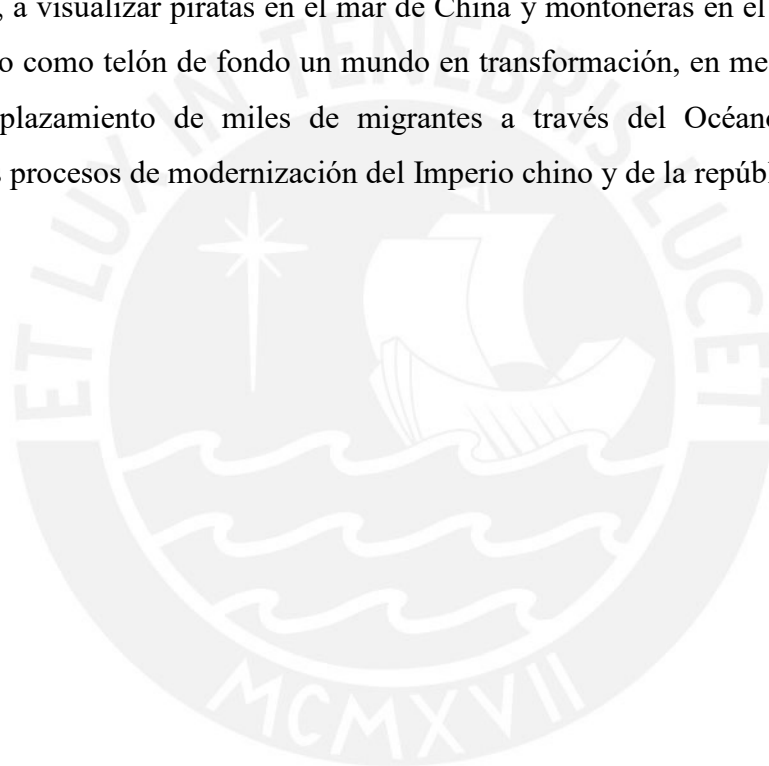 , a visualizar piratas en el mar de China y montoneras en el
o como telón de fondo un mundo en transformación, en me
plazamiento de miles de migrantes a través del Océano
s procesos de modernización del Imperio chino y de la repúbl
ET LUX IN TENEBRIS LUCET
MCMXVII